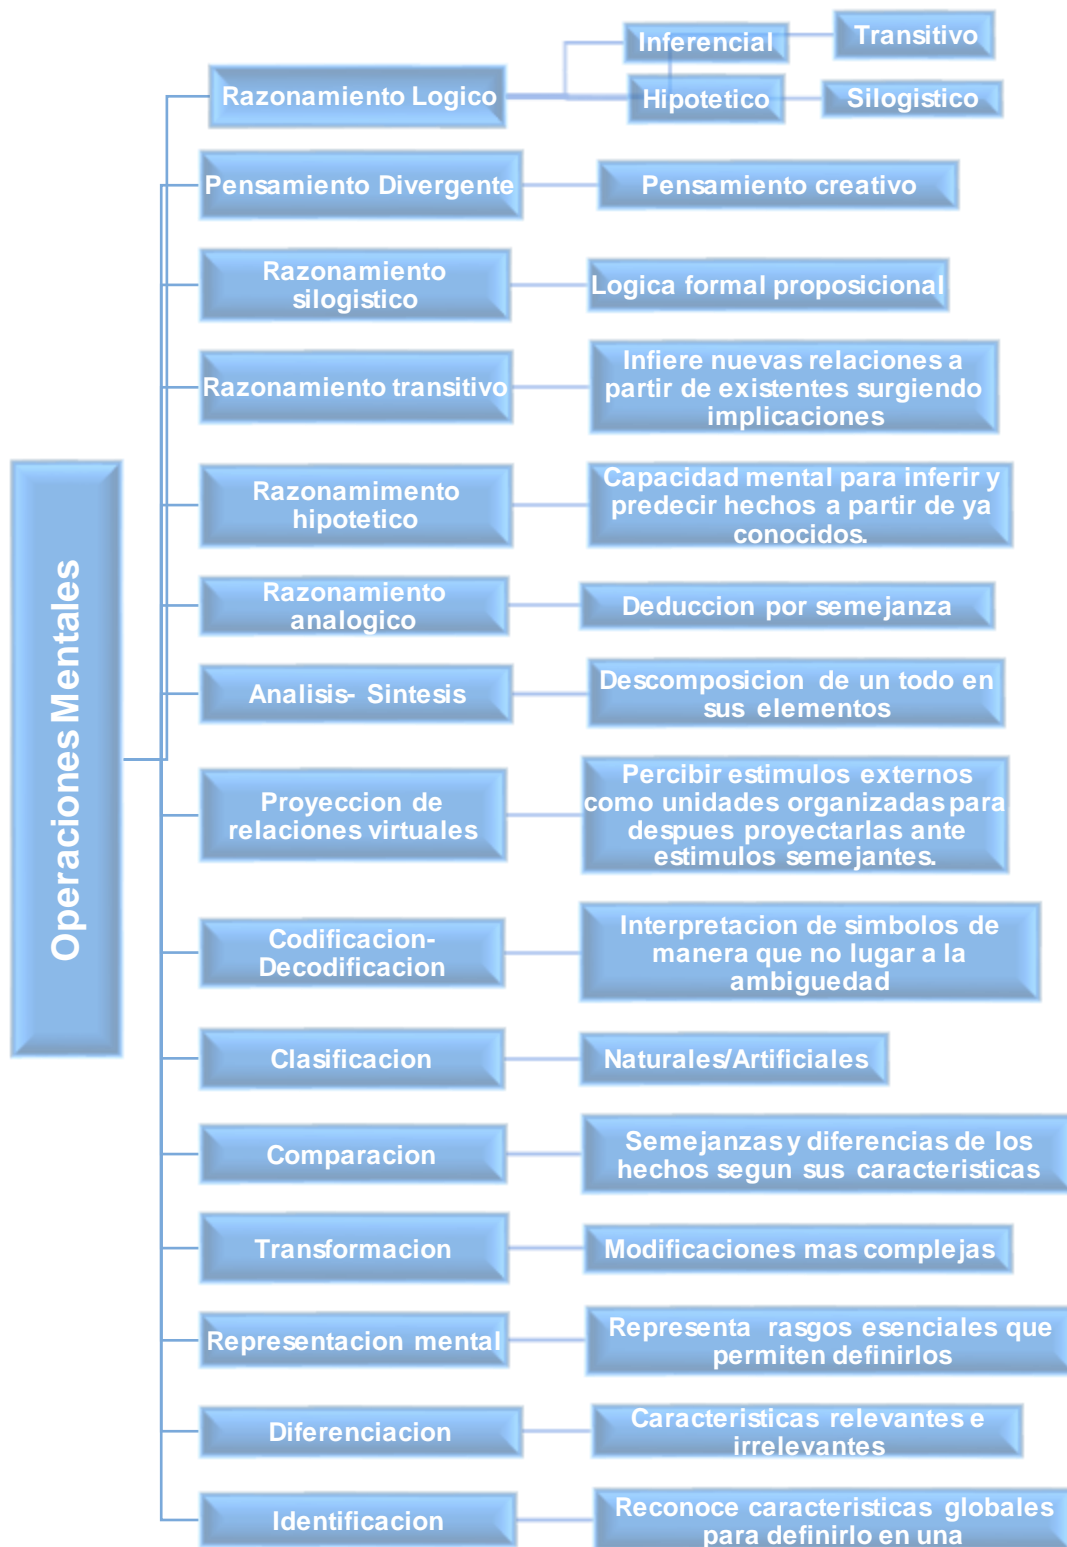 Operaciones Mentales
Razonamiento Logico
Inferencial
Transitivo
Hipotetico
Silogistico
Pensamiento Divergente
Pensamiento creativo
Razonamiento
silogistico
Logica formal proposicional
Razonamiento transitivo
Infiere nuevas relaciones a
partir de existentes surgiendo
implicaciones
Razonamimento
hipotetico
Capacidad mental para inferir y
predecir hechos a partir de ya
conocidos.
Razonamiento
analogico
Deduccion por semejanza
Analisis- Sintesis
Descomposicion de un todo en
sus elementos
Proyeccion de
relaciones virtuales
Percibir estimulos externos
como unidades organizadas para
despues proyectarlas ante
estimulos semejantes.
Codificacion-
Decodificacion
Interpretacion de simbolos de
manera que no lugar a la
ambiguedad
Clasificacion
Naturales/Artificiales
Comparacion
Semejanzas y diferencias de los
hechos segun sus caracteristicas
Transformacion
Modificaciones mas complejas
Representacion mental
Representa rasgos esenciales que
permiten definirlos
Diferenciacion
Caracteristicas relevantes e
irrelevantes
Identificacion
Reconoce caracteristicas globales
para definirlo en una